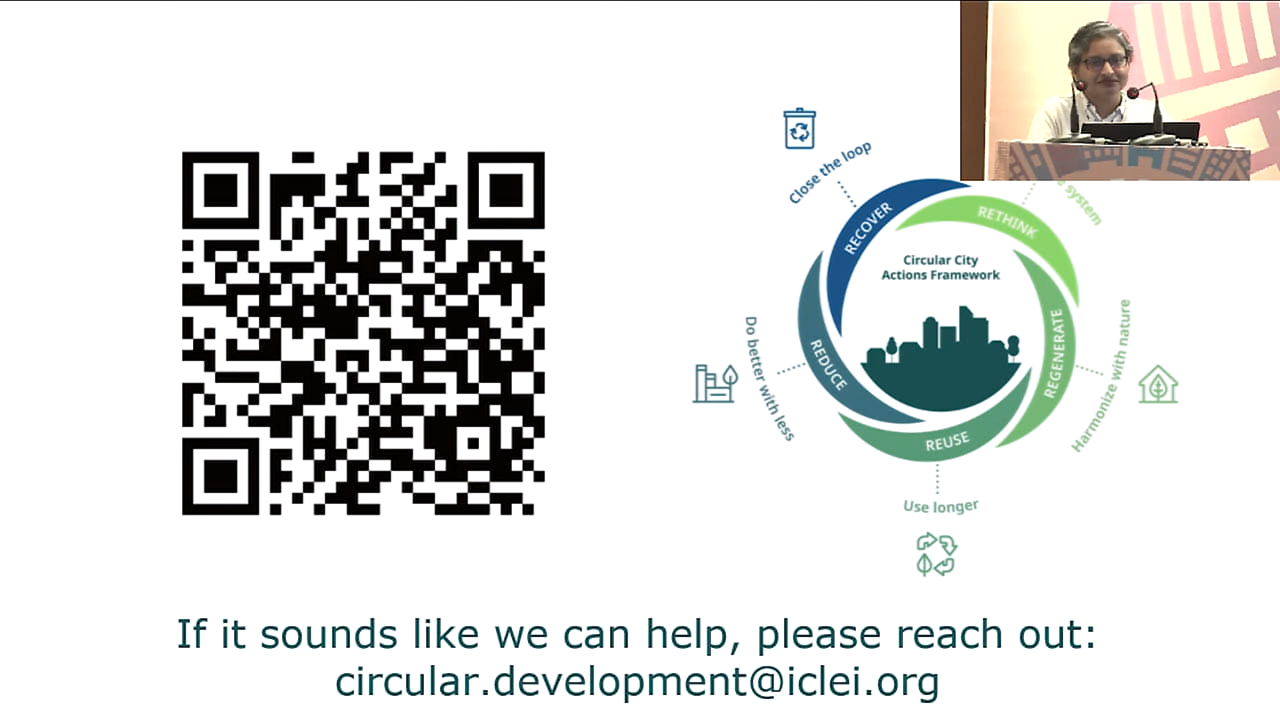 Close the loop
RECOVER
RETHINK
system
Circular City
Actions Framework
Do better with less
REDUCE
REGENERATE
Harmonize with nature
REUSE
Use longer
If it sounds like we can help, please reach out:
circular.development@iclei.org